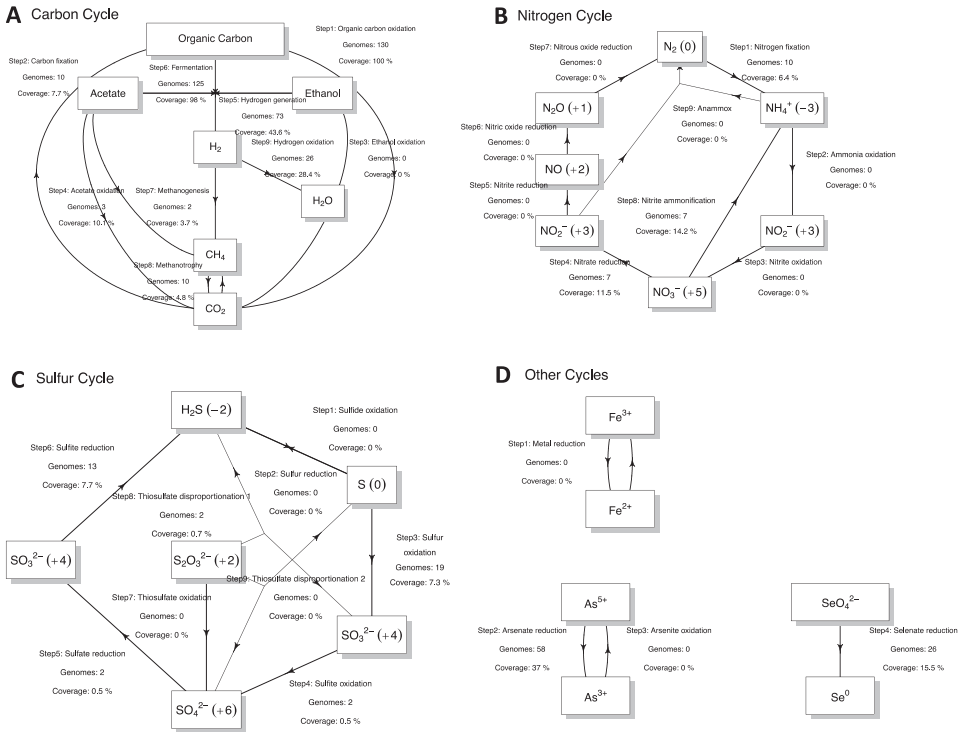 A Carbon Cycle
Organic Carbon
Step1: Organic carbon oxidation
Genomes: 130
Coverage: 100 %
Step2: Carbon fixation
Genomes: 10
Coverage: 7.7 %
Step6: Fermentation
Genomes: 125
Coverage: 98 %
Acetate
Ethanol
Step5: Hydrogen generation
Genomes: 73
Coverage: 43.6 %
H₂
Step9: Hydrogen oxidation
Genomes: 26
Coverage: 28.4 %
Step3: Ethanol oxidation
Genomes: 0
Coverage: 0 %
H₂O
Step4: Acetate oxidation
Genomes: 3
Coverage: 10.1 %
Step7: Methanogenesis
Genomes: 2
Coverage: 3.7 %
CH₄
Step8: Methanotrophy
Genomes: 10
Coverage: 4.8 %
CO₂
B Nitrogen Cycle
N₂ (0)
Step7: Nitrous oxide reduction
Genomes: 0
Coverage: 0 %
Step1: Nitrogen fixation
Genomes: 10
Coverage: 6.4 %
N₂O (+1)
NH₄⁺ (−3)
Step9: Anammox
Genomes: 0
Coverage: 0 %
Step6: Nitric oxide reduction
Genomes: 0
Coverage: 0 %
NO (+2)
Step2: Ammonia oxidation
Genomes: 0
Coverage: 0 %
Step5: Nitrite reduction
Genomes: 0
Coverage: 0 %
Step8: Nitrite ammonification
Genomes: 7
Coverage: 14.2 %
NO₂⁻ (+3)
NO₂⁻ (+3)
Step4: Nitrate reduction
Genomes: 7
Coverage: 11.5 %
Step3: Nitrite oxidation
Genomes: 0
Coverage: 0 %
NO₃⁻ (+5)
C Sulfur Cycle
H₂S (−2)
Step1: Sulfide oxidation
Genomes: 0
Coverage: 0 %
Step6: Sulfite reduction
Genomes: 13
Coverage: 7.7 %
Step2: Sulfur reduction
Genomes: 0
Coverage: 0 %
S (0)
Step8: Thiosulfate disproportionation 1
Genomes: 2
Coverage: 0.7 %
Step3: Sulfur
oxidation
Genomes: 19
Coverage: 7.3 %
SO₃²⁻ (+4)
S₂O₃²⁻ (+2)
Step9: Thiosulfate disproportionation 2
Genomes: 0
Coverage: 0 %
Step7: Thiosulfate oxidation
Genomes: 0
Coverage: 0 %
SO₃²⁻ (+4)
Step5: Sulfate reduction
Genomes: 2
Coverage: 0.5 %
Step4: Sulfite oxidation
Genomes: 2
Coverage: 0.5 %
SO₄²⁻ (+6)
D Other Cycles
Fe³⁺
Step1: Metal reduction
Genomes: 0
Coverage: 0 %
Fe²⁺
As⁵⁺
Step2: Arsenate reduction
Genomes: 58
Coverage: 37 %
Step3: Arsenite oxidation
Genomes: 0
Coverage: 0 %
As³⁺
SeO₄²⁻
Step4: Selenate reduction
Genomes: 26
Coverage: 15.5 %
Se⁰